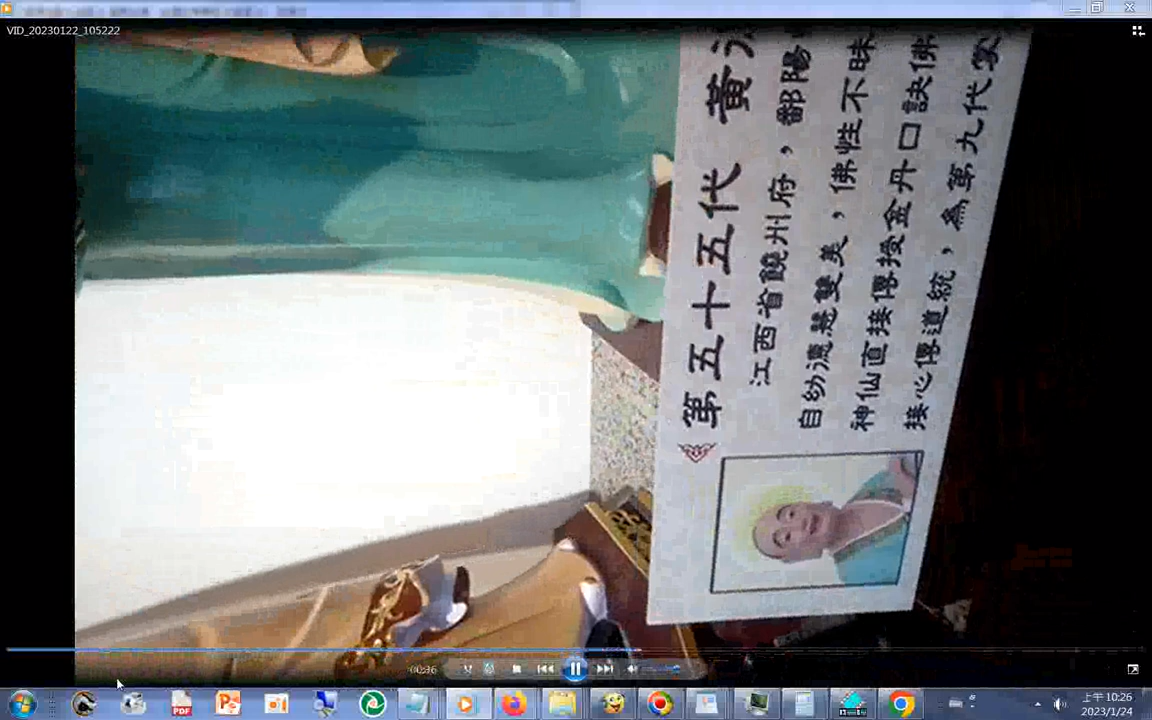 VID_20230122_105222
第五十五代 黃
江西省饒州府，鄱陽
自幼德慧雙美，佛性不昧
神仙直接傳授金丹口訣佛
接心傳道統，為第九代
00:36
PDF
上午 10:26
2023/1/24